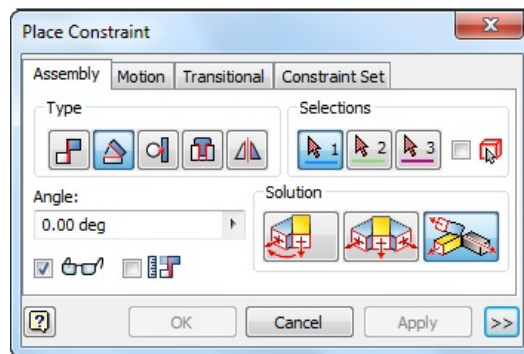 Place Constraint
Assembly Motion Transitional Constraint Set
Type
Selections
1 2 3
Angle:
0.00 deg
Solution
? OK Cancel Apply >>